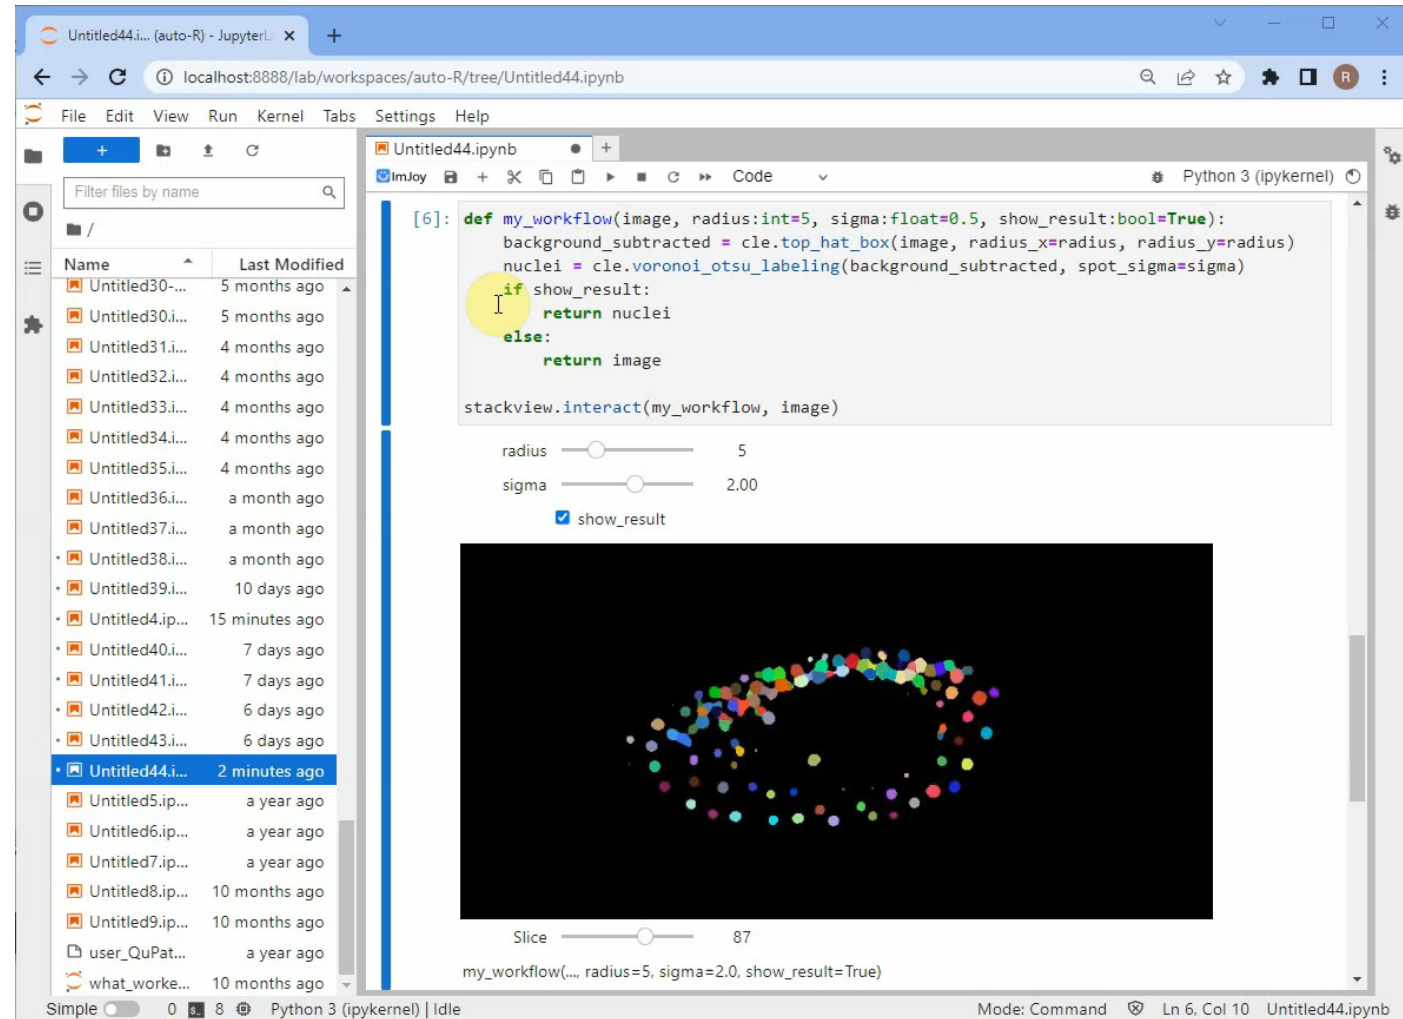 Untitled44.i... (auto-R) - JupyterL
localhost:8888/lab/workspaces/auto-R/tree/Untitled44.ipynb
R
File Edit View Run Kernel Tabs Settings Help
Untitled44.ipynb
ImJoy
Code
Python 3 (ipykernel)
Filter files by name
/
Name Last Modified
Untitled30-... 5 months ago
Untitled30.i... 5 months ago
Untitled31.i... 4 months ago
Untitled32.i... 4 months ago
Untitled33.i... 4 months ago
Untitled34.i... 4 months ago
Untitled35.i... 4 months ago
Untitled36.i... a month ago
Untitled37.i... a month ago
Untitled38.i... a month ago
Untitled39.i... 10 days ago
Untitled4.ip... 15 minutes ago
Untitled40.i... 7 days ago
Untitled41.i... 7 days ago
Untitled42.i... 6 days ago
Untitled43.i... 6 days ago
Untitled44.i... 2 minutes ago
Untitled5.ip... a year ago
Untitled6.ip... a year ago
Untitled7.ip... a year ago
Untitled8.ip... 10 months ago
Untitled9.ip... 10 months ago
user_QuPat... a year ago
what_worke... 10 months ago
[6]: def my_workflow(image, radius:int=5, sigma:float=0.5, show_result:bool=True):
background_subtracted = cle.top_hat_box(image, radius_x=radius, radius_y=radius)
nuclei = cle.voronoi_otsu_labeling(background_subtracted, spot_sigma=sigma)
if show_result:
return nuclei
else:
return image
stackview.interact(my_workflow, image)
radius 5
sigma 2.00
show_result
Slice 87
my_workflow(..., radius=5, sigma=2.0, show_result=True)
Simple 0 8 Python 3 (ipykernel) | Idle Mode: Command Ln 6, Col 10 Untitled44.ipynb